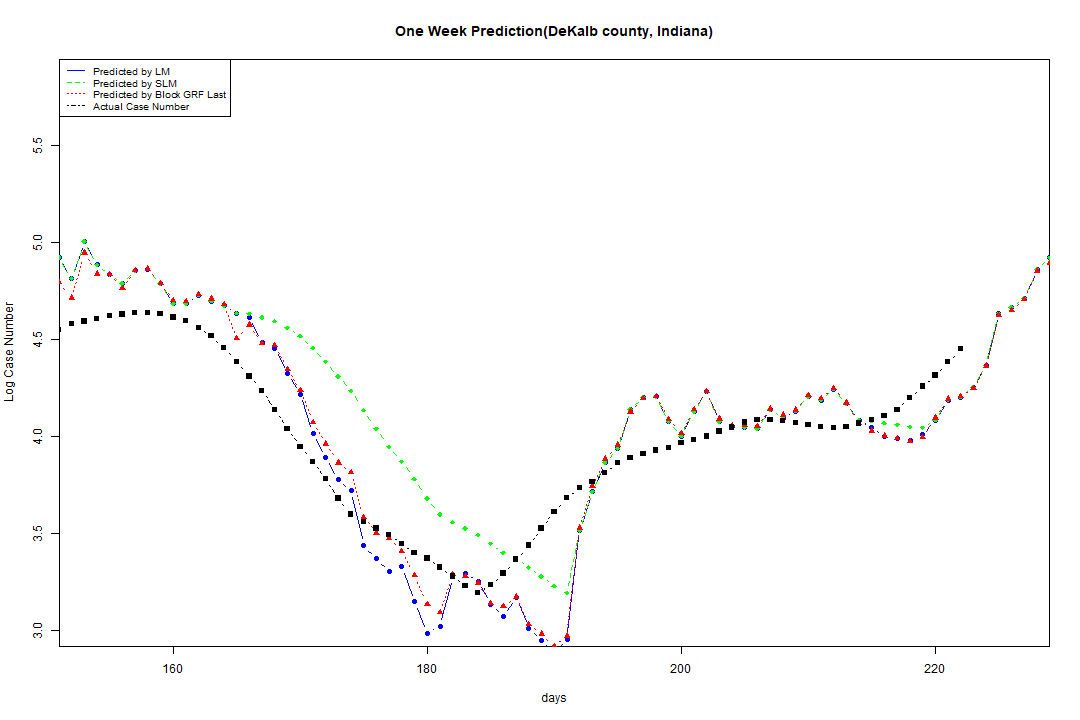 One Week Prediction(DeKalb county, Indiana)
Predicted by LM
Predicted by SLM
Predicted by Block GRF Last
Actual Case Number
5.5
5.0
4.5
4.0
3.5
3.0
Log Case Number
160 180 200 220
days